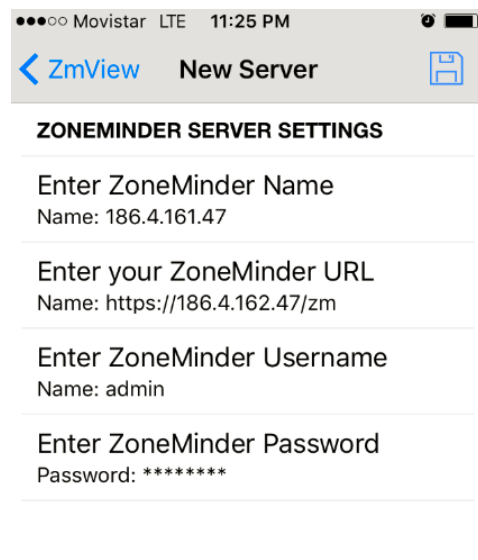 Movistar LTE 11:25 PM
ZmView New Server
ZONEMINDER SERVER SETTINGS
Enter ZoneMinder Name
Name: 186.4.161.47
Enter your ZoneMinder URL
Name: https://186.4.162.47/zm
Enter ZoneMinder Username
Name: admin
Enter ZoneMinder Password
Password: ********